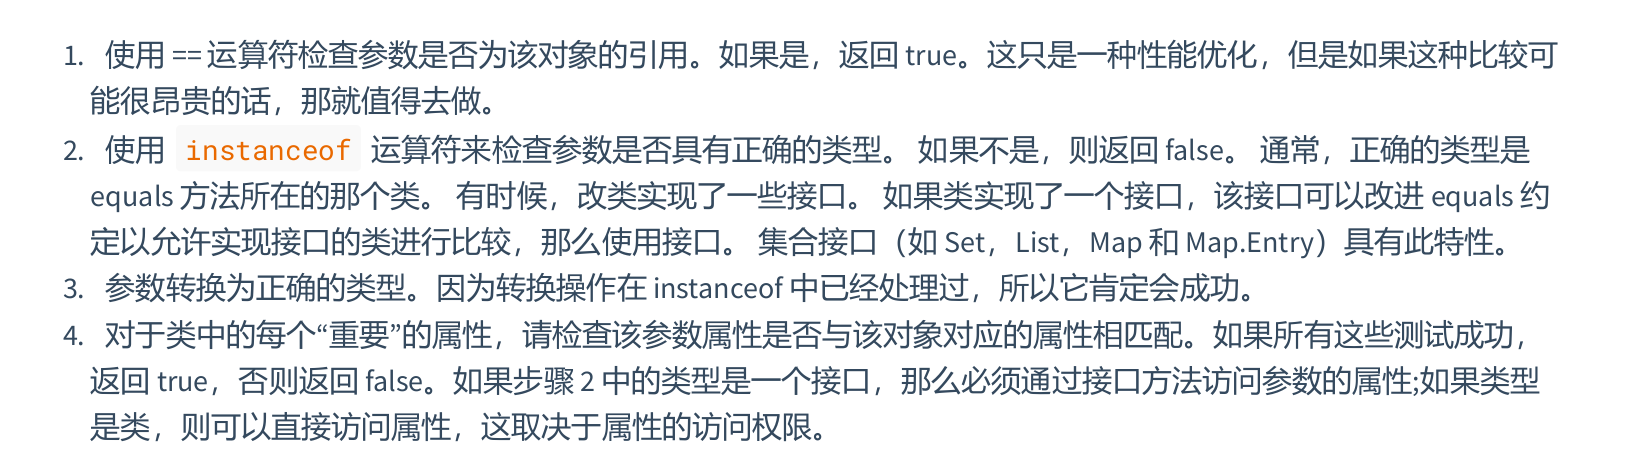 1. 使用 == 运算符检查参数是否为该对象的引用。如果是，返回 true。这只是一种性能优化，但是如果这种比较可
能很昂贵的话，那就值得去做。
2. 使用 instanceof 运算符来检查参数是否具有正确的类型。 如果不是，则返回 false。 通常，正确的类型是
equals 方法所在的那个类。 有时候，改类实现了一些接口。 如果类实现了一个接口，该接口可以改进 equals 约
定以允许实现接口的类进行比较，那么使用接口。 集合接口（如 Set，List，Map 和 Map.Entry）具有此特性。
3. 参数转换为正确的类型。因为转换操作在 instanceof 中已经处理过，所以它肯定会成功。
4. 对于类中的每个“重要”的属性，请检查该参数属性是否与该对象对应的属性相匹配。如果所有这些测试成功，
返回 true，否则返回 false。如果步骤 2 中的类型是一个接口，那么必须通过接口方法访问参数的属性;如果类型
是类，则可以直接访问属性，这取决于属性的访问权限。